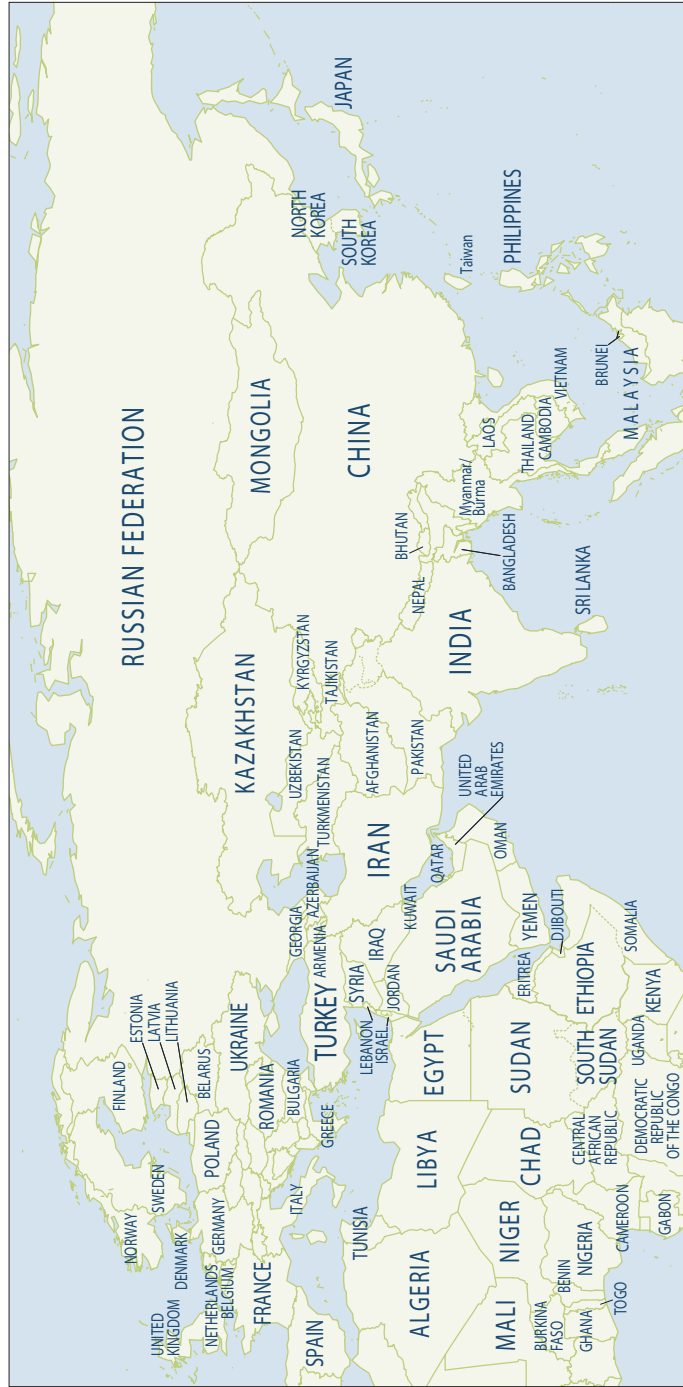 RUSSIAN FEDERATION
NORWAY
SWEDEN
FINLAND
ESTONIA
LATVIA
LITHUANIA
UNITED
KINGDOM
DENMARK
NETHERLANDS
BELGIUM
GERMANY
POLAND
BELARUS
UKRAINE
FRANCE
ROMANIA
BULGARIA
ITALY
SPAIN
GREECE
KAZAKHSTAN
MONGOLIA
NORTH
KOREA
SOUTH
KOREA
JAPAN
GEORGIA
ARMENIA
AZERBAIJAN
UZBEKISTAN
TURKMENISTAN
KYRGYZSTAN
TAJIKISTAN
CHINA
TURKEY
SYRIA
LEBANON
ISRAEL
JORDAN
IRAQ
IRAN
AFGHANISTAN
PAKISTAN
KUWAIT
TUNISIA
ALGERIA
LIBYA
EGYPT
SAUDI
ARABIA
QATAR
UNITED
ARAB
EMIRATES
OMAN
YEMEN
NEPAL
BHUTAN
INDIA
BANGLADESH
Myanmar/
Burma
LAOS
THAILAND
CAMBODIA
VIETNAM
Taiwan
PHILIPPINES
BRUNEI
MALAYSIA
SRI LANKA
MALI
NIGER
CHAD
SUDAN
ERITREA
DJIBOUTI
BURKINA
FASO
BENIN
GHANA
TOGO
NIGERIA
CAMEROON
CENTRAL
AFRICAN
REPUBLIC
SOUTH
SUDAN
ETHIOPIA
SOMALIA
GABON
DEMOCRATIC
REPUBLIC
OF THE CONGO
UGANDA
KENYA